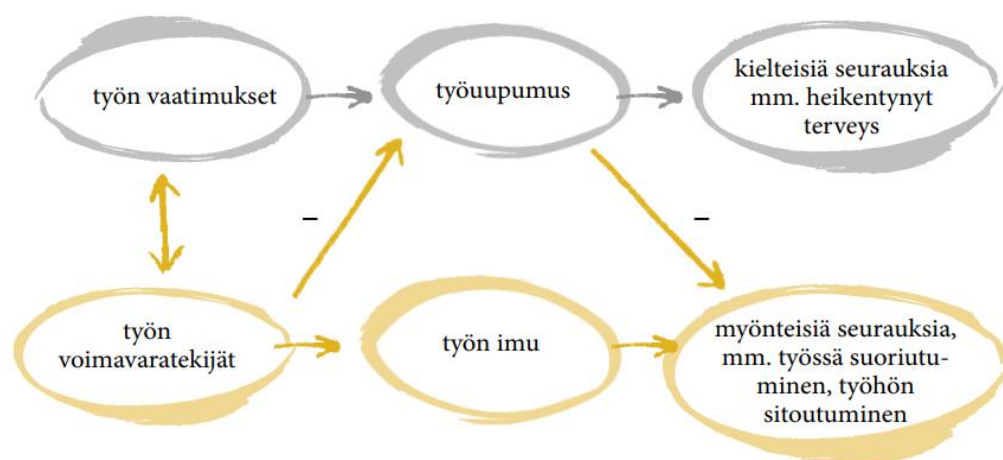 työn vaatimukset
työuupumus
kielteisiä seurauksia
mm. heikentynyt
terveys
–
–
työn
voimavaratekijät
työn imu
myönteisiä seurauksia,
mm. työssä suoriutu-
minen, työhön
sitoutuminen